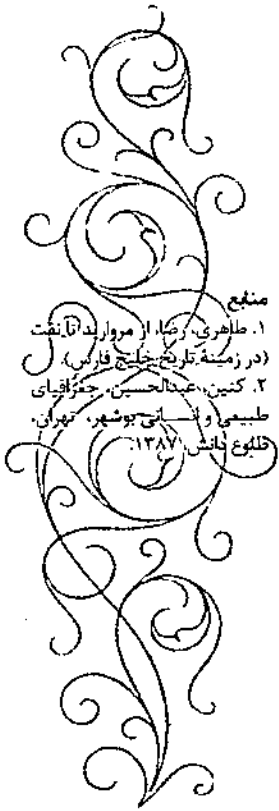 منابع
۱. طاهری، رضا، از مروارید تا نفت
(در زمینهٔ تاریخ خلیج فارس).
۲. کنین، عبدالحسین، جغرافیای
طبیعی و انسانی بوشهر، تهران،
طلوع دانش، ۱۳۸۷.